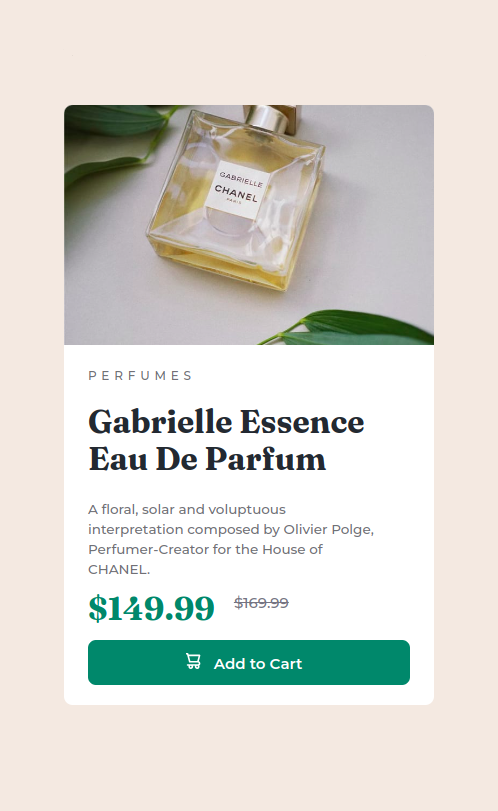 GABRIELLE
CHANEL
PARIS
PERFUMES
Gabrielle Essence
Eau De Parfum
A floral, solar and voluptuous
interpretation composed by Olivier Polge,
Perfumer-Creator for the House of
CHANEL.
$149.99 $169.99
Add to Cart